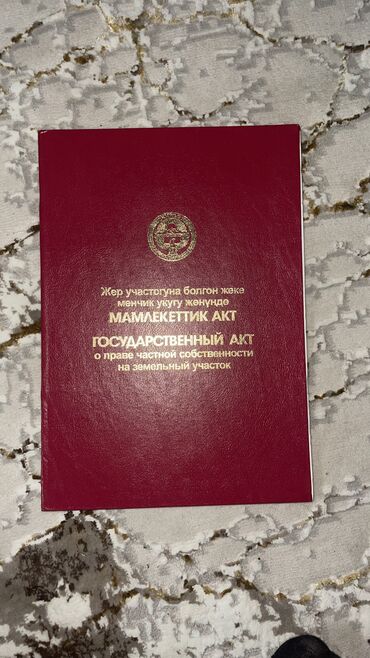 Жер участогуна болгон жеке
менчик укугу жөнүндө
МАМЛЕКЕТТИК АКТ
ГОСУДАРСТВЕННЫЙ АКТ
о праве частной собственности
на земельный участок